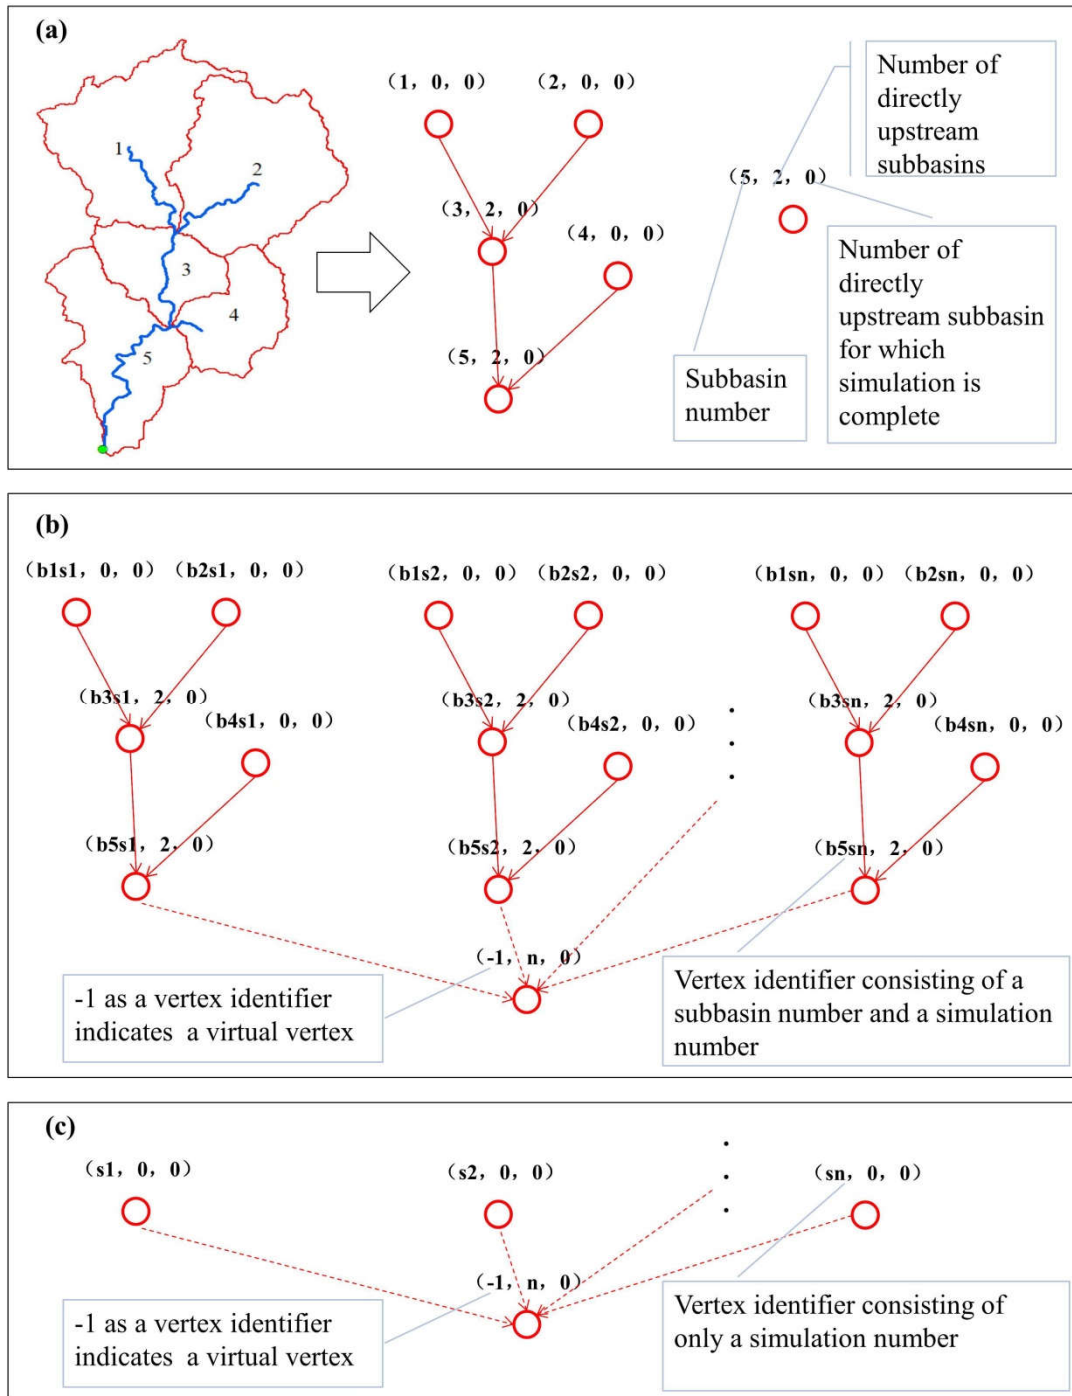 (a)
1
2
3
4
5
（1，0，0）
（2，0，0）
（3，2，0）
（4，0，0）
（5，2，0）
（5，2，0）
Number of
directly
upstream
subbasins
Subbasin
number
Number of
directly
upstream subbasin
for which
simulation is
complete
(b)
（b1s1，0，0）
（b2s1，0，0）
（b1s2，0，0）
（b2s2，0，0）
（b1sn，0，0）
（b2sn，0，0）
（b3s1，2，0）
（b4s1，0，0）
（b3s2，2，0）
（b4s2，0，0）
（b3sn，2，0）
（b4sn，0，0）
（b5s1，2，0）
（b5s2，2，0）
（b5sn，2，0）
（-1，n，0）
-1 as a vertex identifier
indicates a virtual vertex
Vertex identifier consisting of a
subbasin number and a simulation
number
(c)
（s1，0，0）
（s2，0，0）
（sn，0，0）
（-1，n，0）
-1 as a vertex identifier
indicates a virtual vertex
Vertex identifier consisting of
only a simulation number